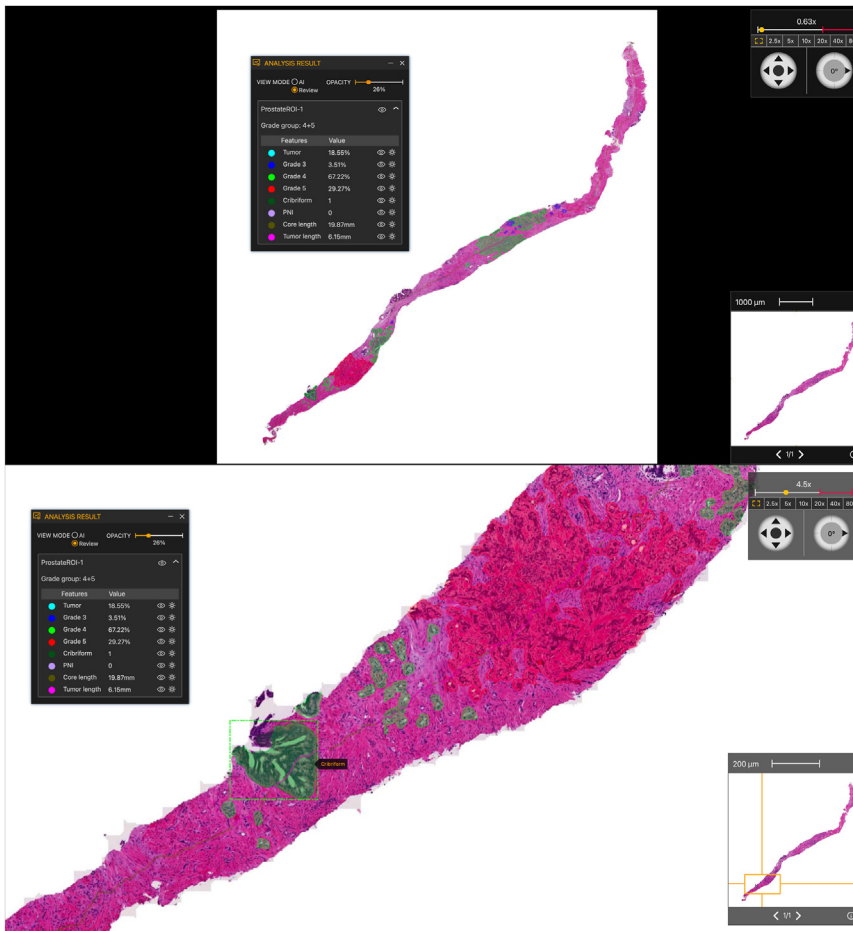 0.63x
2.5x 5x 10x 20x 40x 80
0°
ANALYSIS RESULT
VIEW MODE AI OPACITY
Review 26%
ProstateROI-1
Grade group: 4+5
Features Value
Tumor 18.55%
Grade 3 3.51%
Grade 4 67.22%
Grade 5 29.27%
Cribriform 1
PNI 0
Core length 19.87mm
Tumor length 6.15mm
1000 µm
1/1
4.5x
2.5x 5x 10x 20x 40x 80
0°
ANALYSIS RESULT
VIEW MODE AI OPACITY
Review 26%
ProstateROI-1
Grade group: 4+5
Features Value
Tumor 18.55%
Grade 3 3.51%
Grade 4 67.22%
Grade 5 29.27%
Cribriform 1
PNI 0
Core length 19.87mm
Tumor length 6.15mm
Cribriform
200 µm
1/1